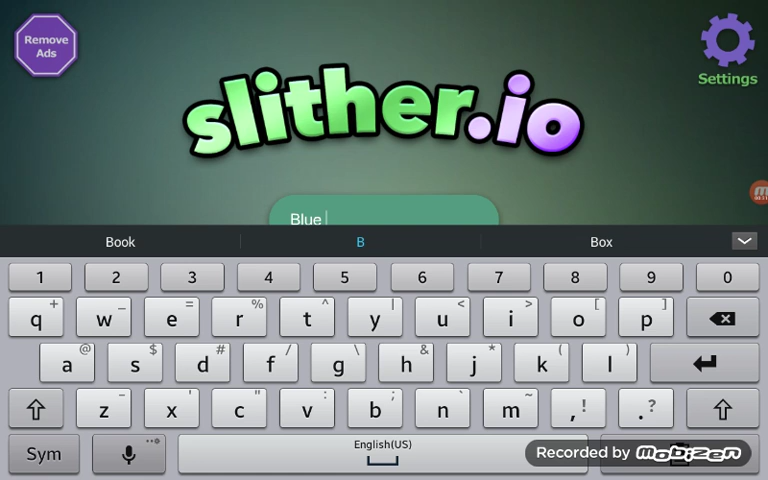 Remove
Ads
slither.io
Settings
Blue
Book B Box
1 2 3 4 5 6 7 8 9 0
q + w _ e = r % t ^ y | u < i > o [ p ]
a @ s $ d # f / g \ h & j * k ( l )
z - x ' c " v : b ; n ` m ~ , ! . ?
Sym English(US)
Recorded by mobizen